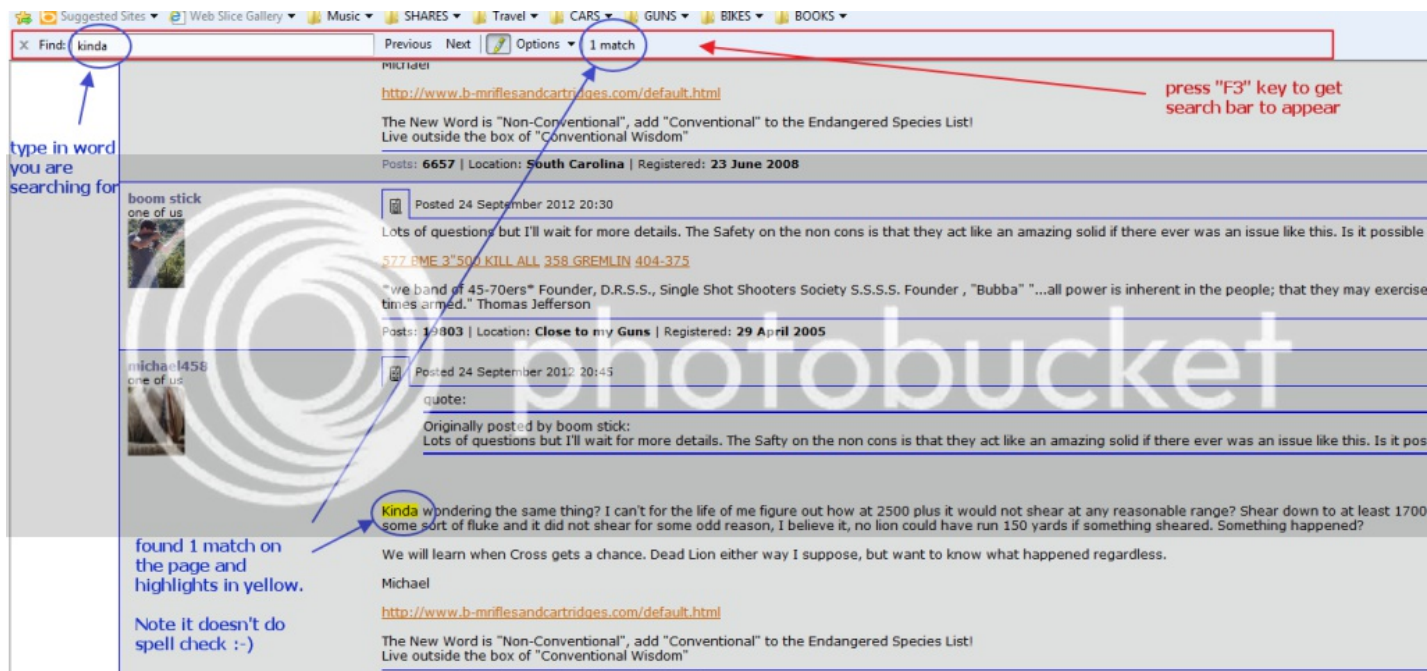 Suggested Sites Web Slice Gallery Music SHARES Travel CARS GUNS BIKES BOOKS
X Find: kinda Previous Next Options 1 match
Michael
press "F3" key to get
search bar to appear
http://www.b-mriflesandcartridges.com/default.html
The New Word is "Non-Conventional", add "Conventional" to the Endangered Species List!
Live outside the box of "Conventional Wisdom"
type in word
you are
searching for
Posts: 6657 | Location: South Carolina | Registered: 23 June 2008
boom stick
one of us
Posted 24 September 2012 20:30
Lots of questions but I'll wait for more details. The Safety on the non cons is that they act like an amazing solid if there ever was an issue like this. Is it possible
577 BME 3"500 KILL ALL 358 GREMLIN 404-375
*we band of 45-70ers* Founder, D.R.S.S., Single Shot Shooters Society S.S.S.S. Founder , "Bubba" "...all power is inherent in the people; that they may exercise
times armed." Thomas Jefferson
Posts: 19803 | Location: Close to my Guns | Registered: 29 April 2005
photobucket
michael458
one of us
Posted 24 September 2012 20:45
quote:
Originally posted by boom stick:
Lots of questions but I'll wait for more details. The Safty on the non cons is that they act like an amazing solid if there ever was an issue like this. Is it pos
Kinda wondering the same thing? I can't for the life of me figure out how at 2500 plus it would not shear at any reasonable range? Shear down to at least 1700
some sort of fluke and it did not shear for some odd reason, I believe it, no lion could have run 150 yards if something sheared. Something happened?
found 1 match on
the page and
highlights in yellow.
We will learn when Cross gets a chance. Dead Lion either way I suppose, but want to know what happened regardless.
Michael
Note it doesn't do
spell check :-)
http://www.b-mriflesandcartridges.com/default.html
The New Word is "Non-Conventional", add "Conventional" to the Endangered Species List!
Live outside the box of "Conventional Wisdom"